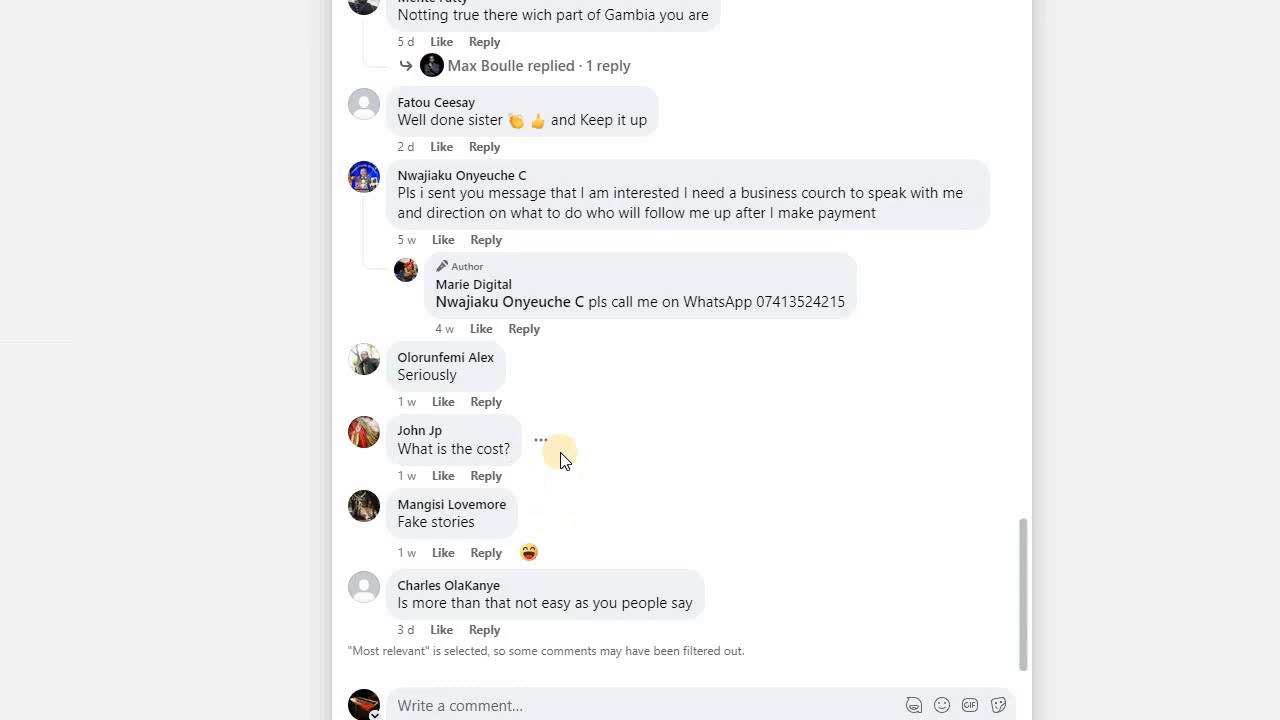 Notting true there wich part of Gambia you are
5 d Like Reply
Max Boulle replied · 1 reply
Fatou Ceesay
Well done sister 👏 👍 and Keep it up
2 d Like Reply
Nwajiaku Onyeuche C
Pls i sent you message that I am interested I need a business courch to speak with me
and direction on what to do who will follow me up after I make payment
5 w Like Reply
Author
Marie Digital
Nwajiaku Onyeuche C pls call me on WhatsApp 07413524215
4 w Like Reply
Olorunfemi Alex
Seriously
1 w Like Reply
John Jp
What is the cost?
1 w Like Reply
Mangisi Lovemore
Fake stories
1 w Like Reply
Charles OlaKanye
Is more than that not easy as you people say
3 d Like Reply
"Most relevant" is selected, so some comments may have been filtered out.
Write a comment...
GIF